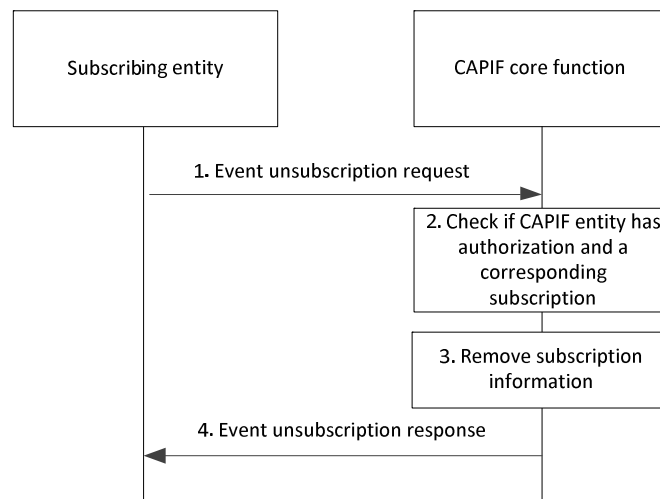 Subscribing entity
CAPIF core function
1. Event unsubscription request
2. Check if CAPIF entity has
authorization and a
corresponding
subscription
3. Remove subscription
information
4. Event unsubscription response